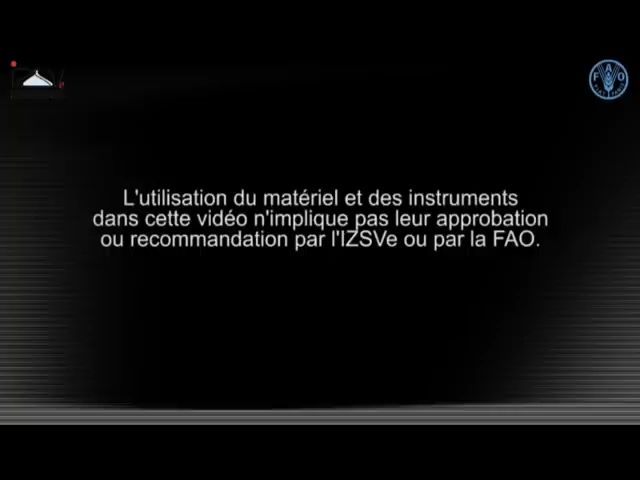 F A O
L'utilisation du matériel et des instruments
dans cette vidéo n'implique pas leur approbation
ou recommandation par l'IZSVe ou par la FAO.